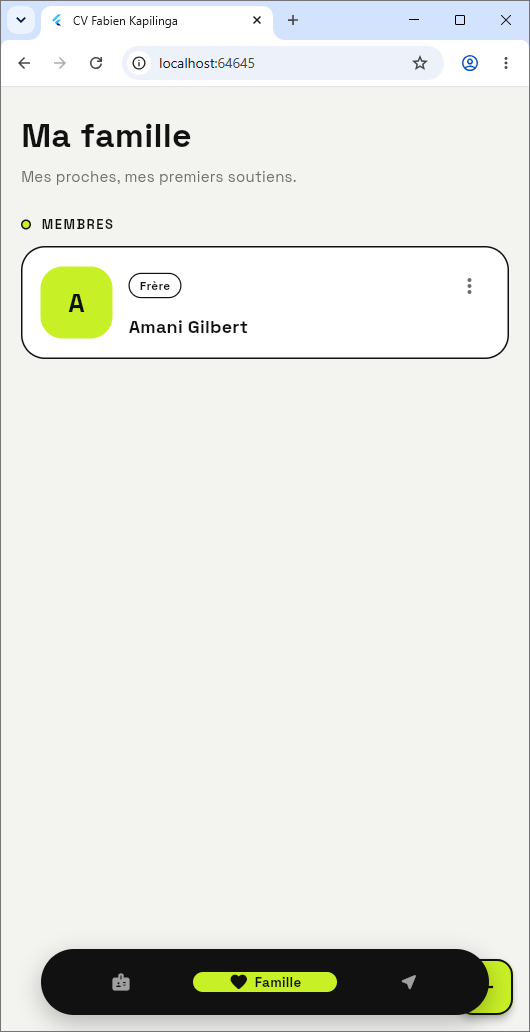 CV Fabien Kapilinga
localhost:64645
Ma famille
Mes proches, mes premiers soutiens.
MEMBRES
A
Frère
Amani Gilbert
Famille